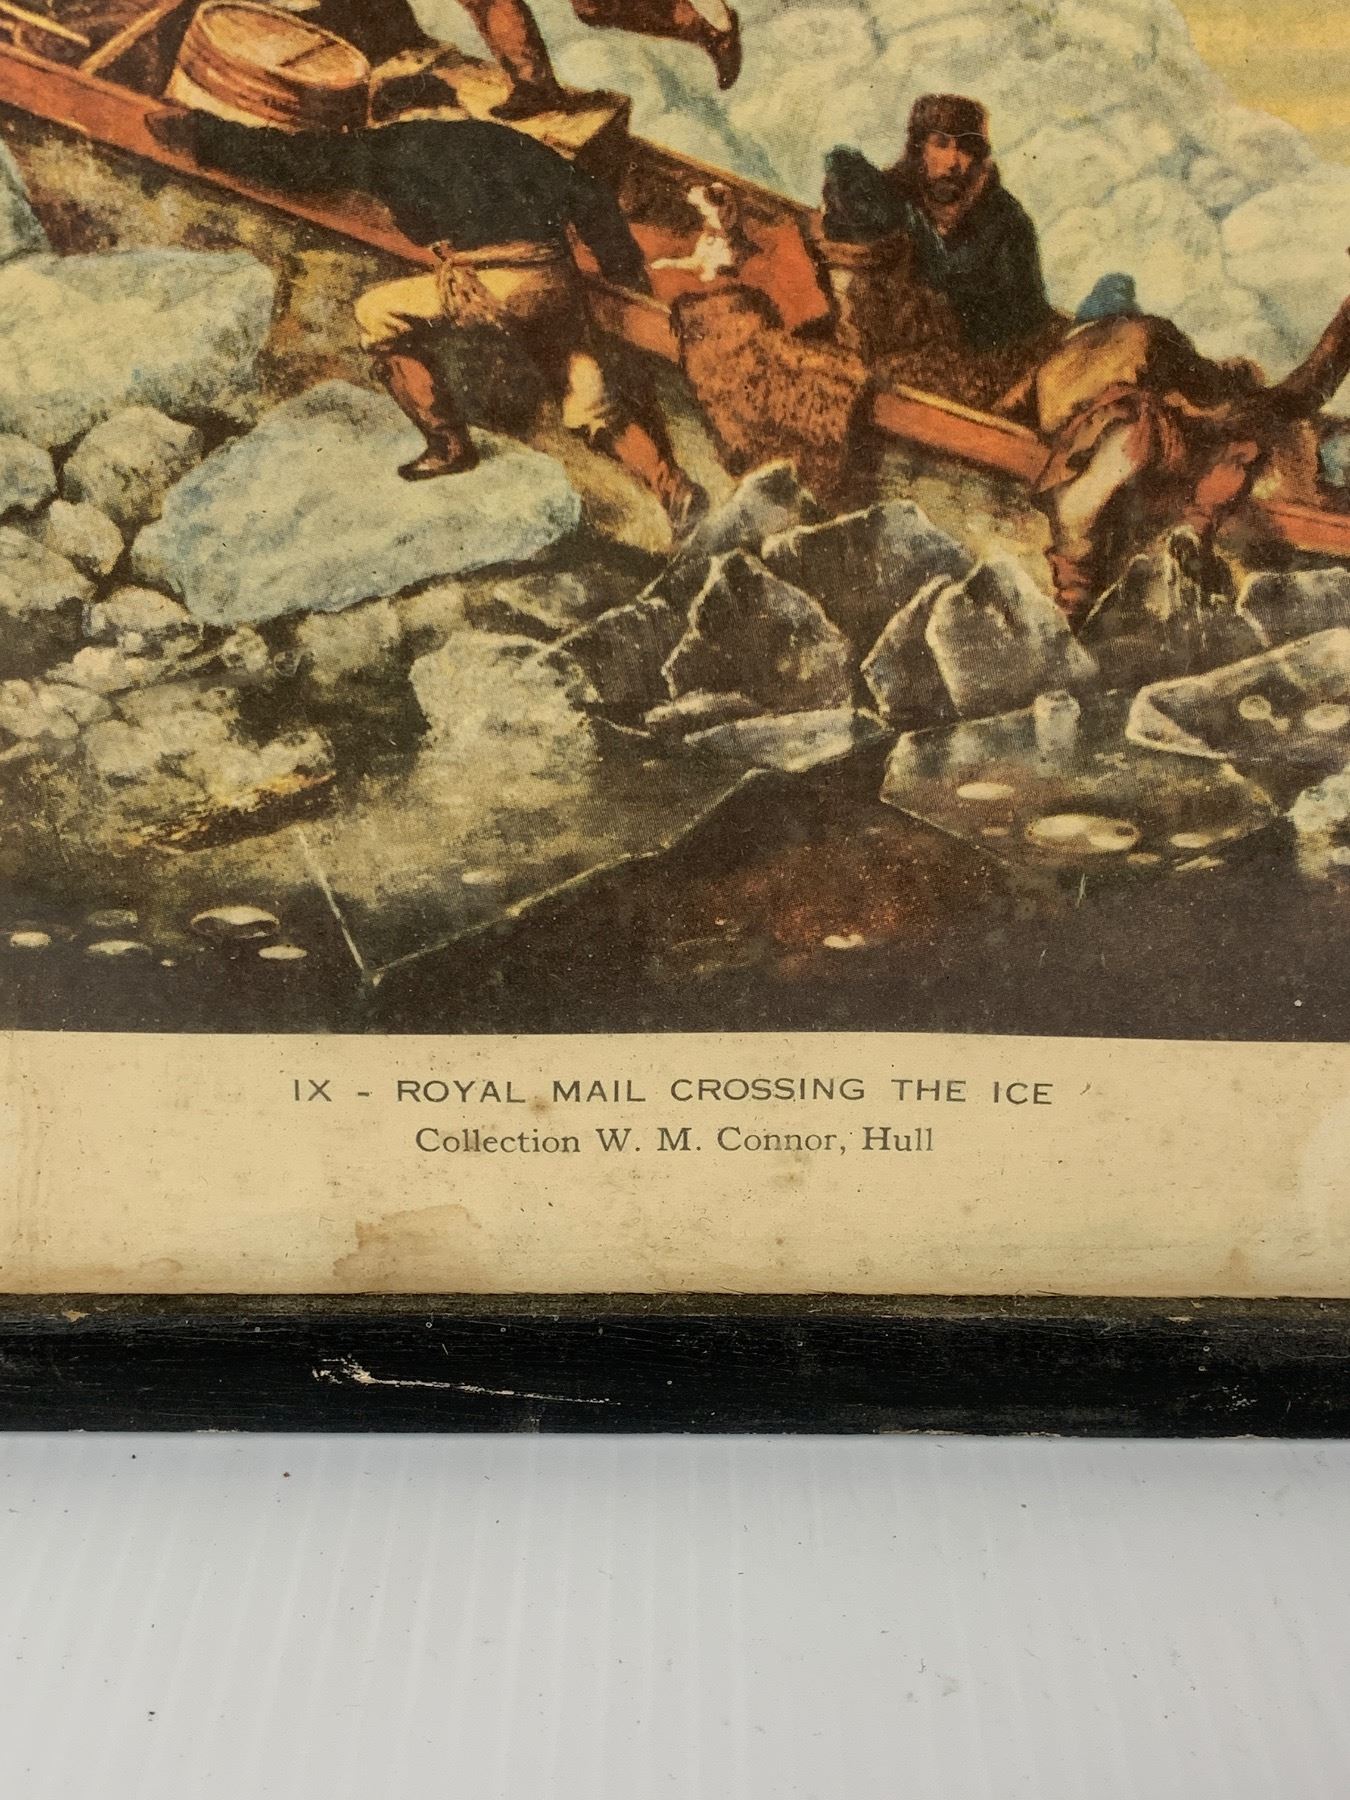 IX - ROYAL MAIL CROSSING THE ICE
Collection W. M. Connor, Hull